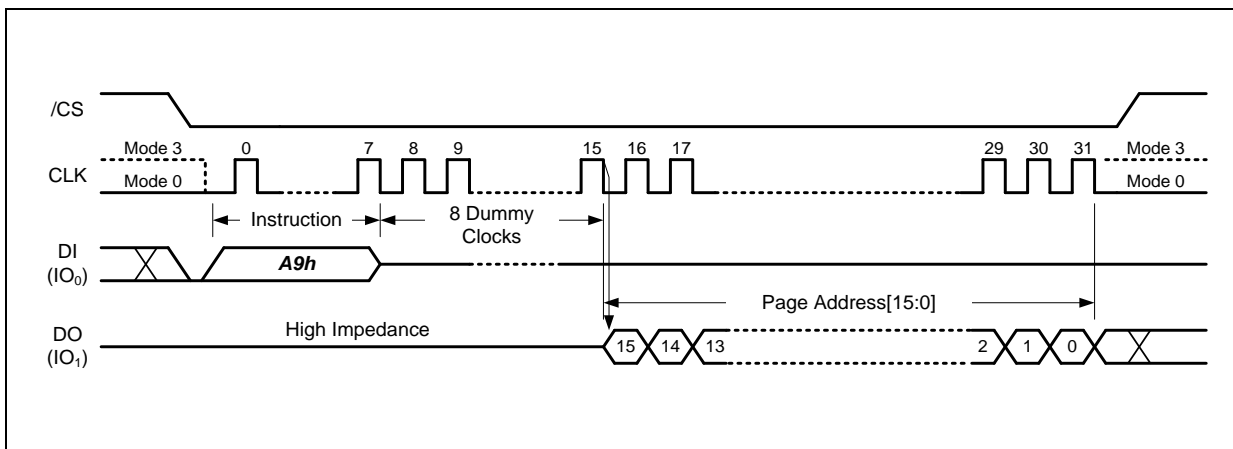 /CS
Mode 3 0 7 8 9 15 16 17 29 30 31 Mode 3
CLK
Mode 0 Mode 0
Instruction 8 Dummy
Clocks
DI
(IO₀)
A9h
Page Address[15:0]
High Impedance
DO
(IO₁)
15 14 13 2 1 0